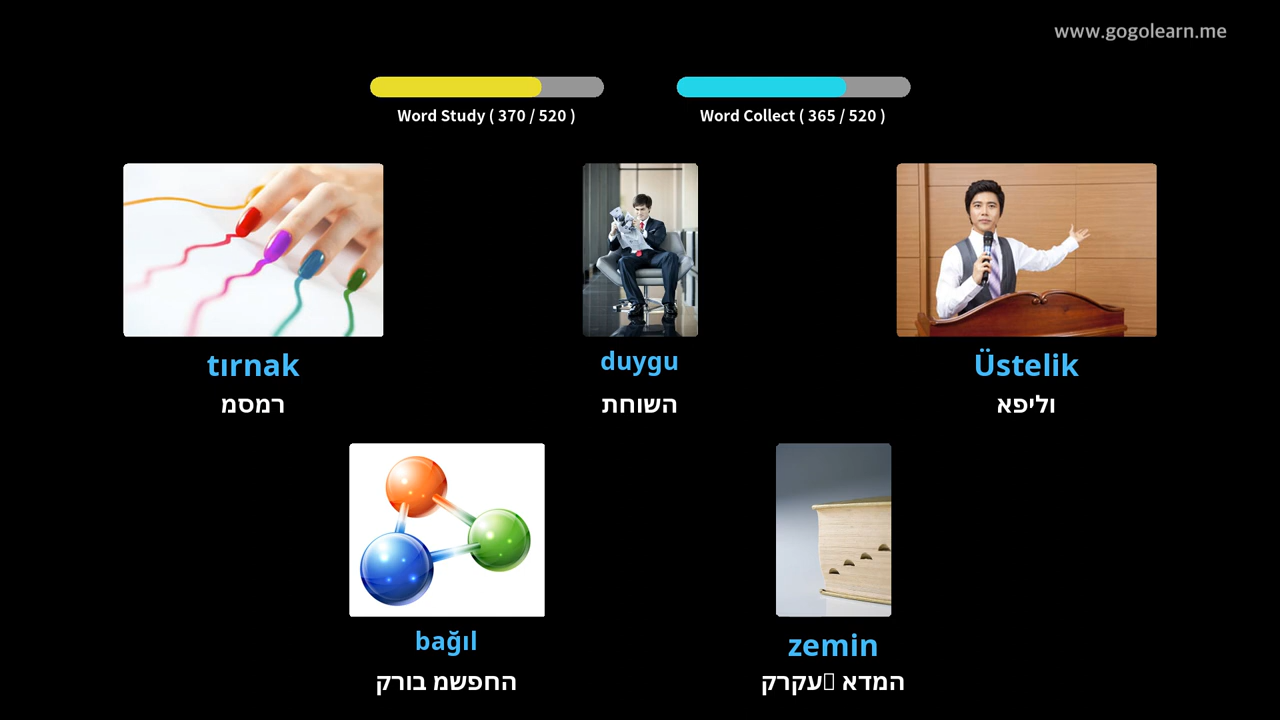 www.gogolearn.me
Word Study ( 370 / 520 )
Word Collect ( 365 / 520 )
tırnak
רמסמ
duygu
השוחת
Üstelik
וליפא
bağıl
החפשמ בורק
zemin
המדא עקרק